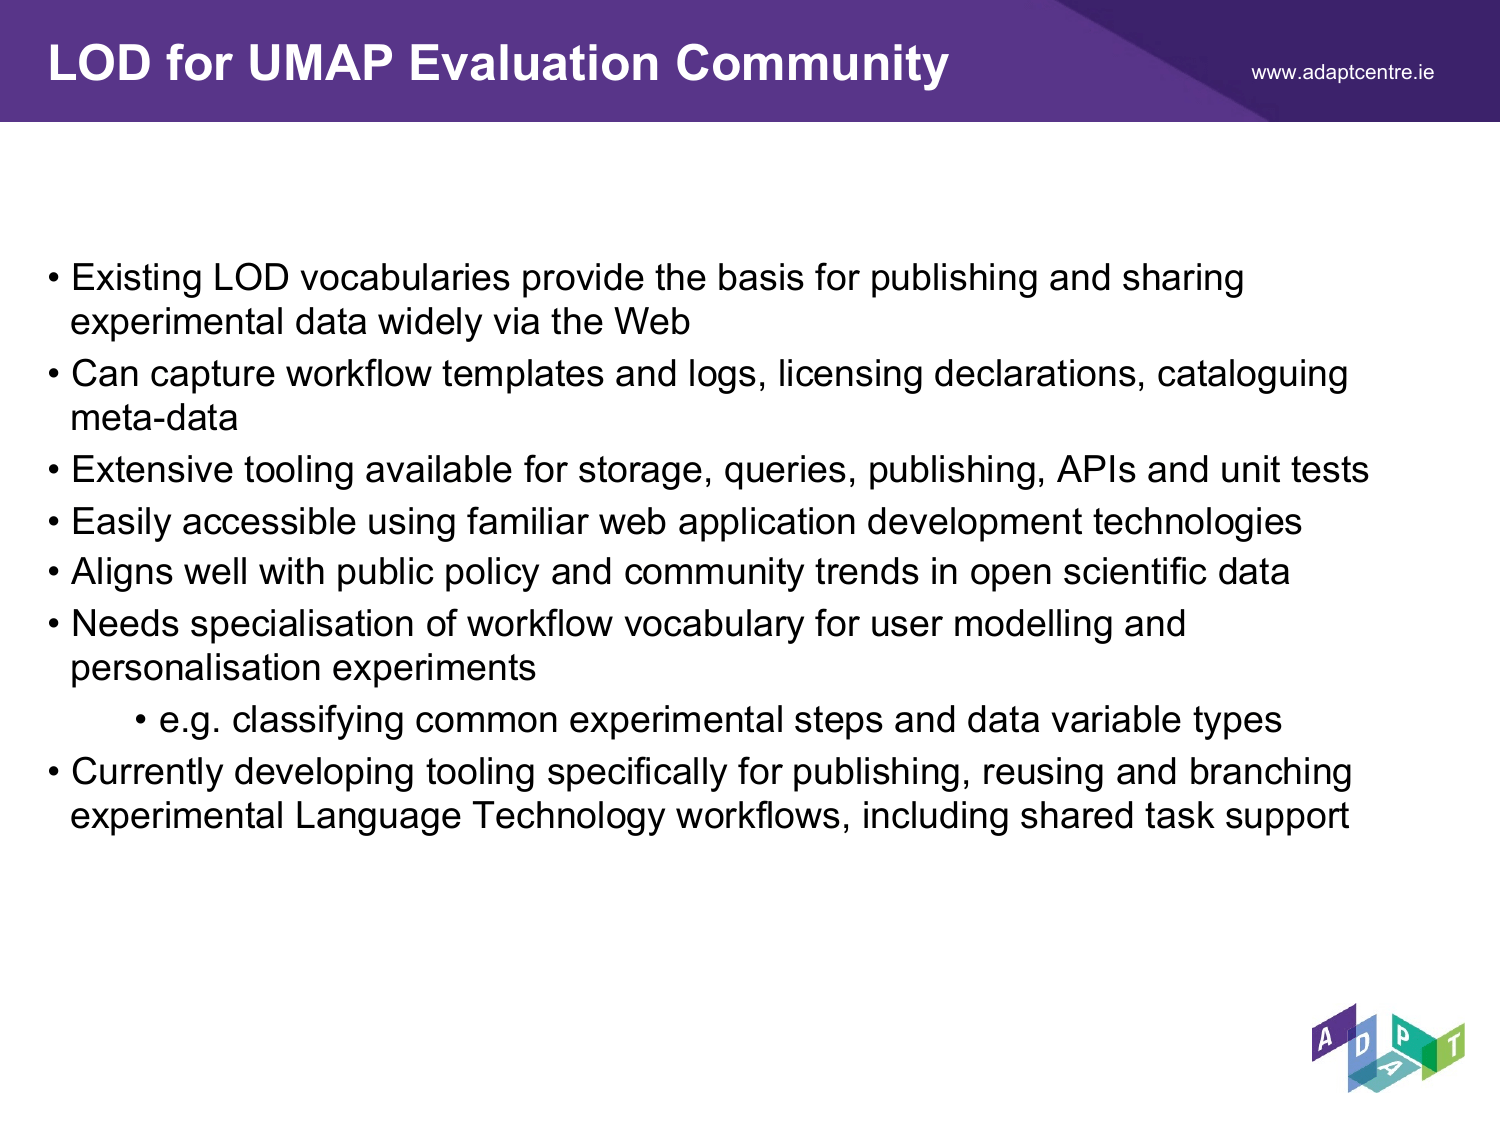 LOD for UMAP Evaluation Community
www.adaptcentre.ie
• Existing LOD vocabularies provide the basis for publishing and sharing
experimental data widely via the Web
• Can capture workflow templates and logs, licensing declarations, cataloguing
meta-data
• Extensive tooling available for storage, queries, publishing, APIs and unit tests
• Easily accessible using familiar web application development technologies
• Aligns well with public policy and community trends in open scientific data
• Needs specialisation of workflow vocabulary for user modelling and
personalisation experiments
• e.g. classifying common experimental steps and data variable types
• Currently developing tooling specifically for publishing, reusing and branching
experimental Language Technology workflows, including shared task support
ADAPT